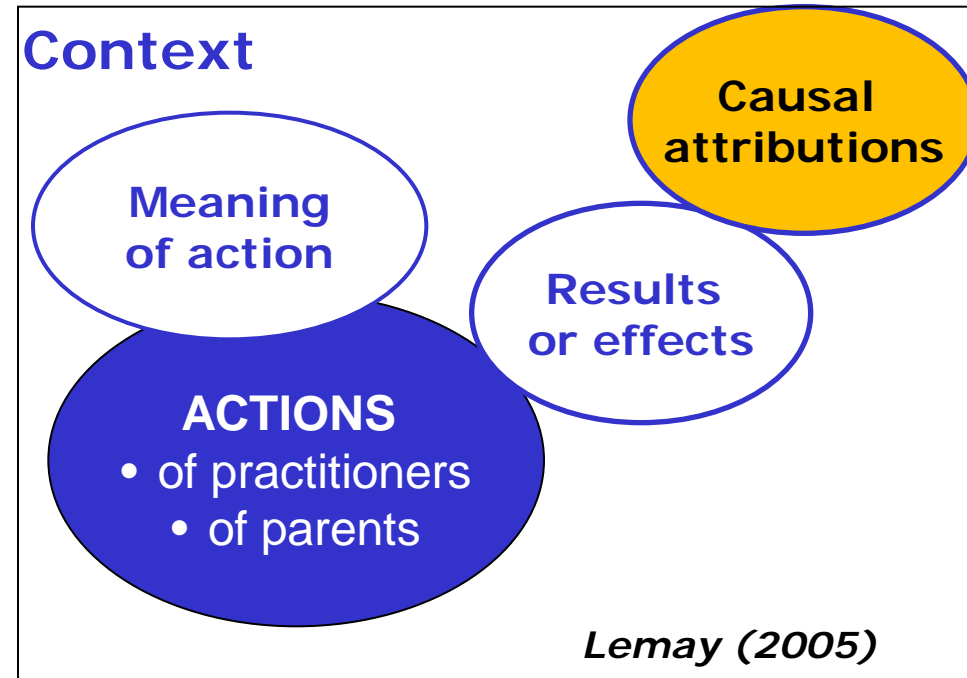 Context
Causal
attributions
Meaning
of action
Results
or effects
ACTIONS
• of practitioners
• of parents
Lemay (2005)